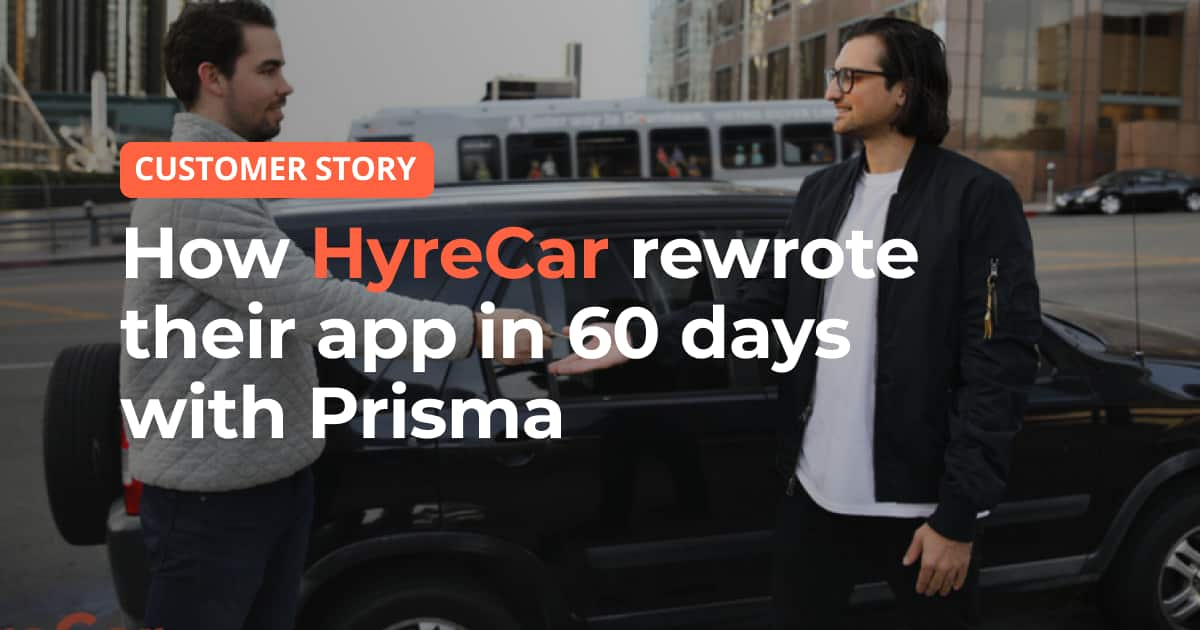 CUSTOMER STORY
How HyreCar rewrote
their app in 60 days
with Prisma